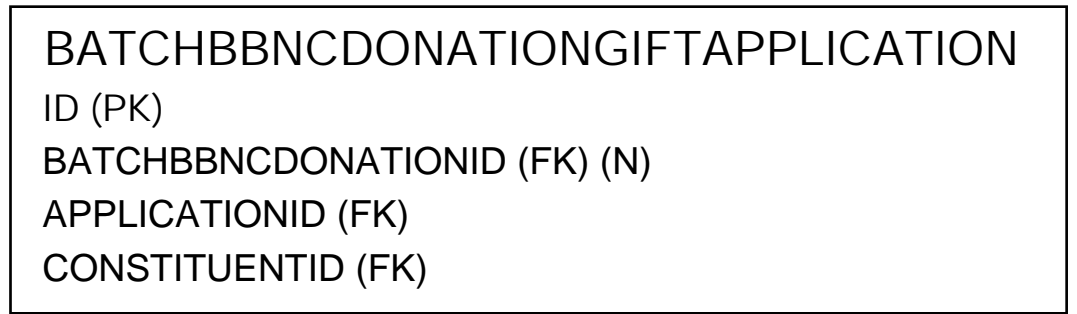 BATCHBBNCDONATIONGIFTAPPLICATION
ID (PK)
BATCHBBNCDONATIONID (FK) (N)
APPLICATIONID (FK)
CONSTITUENTID (FK)